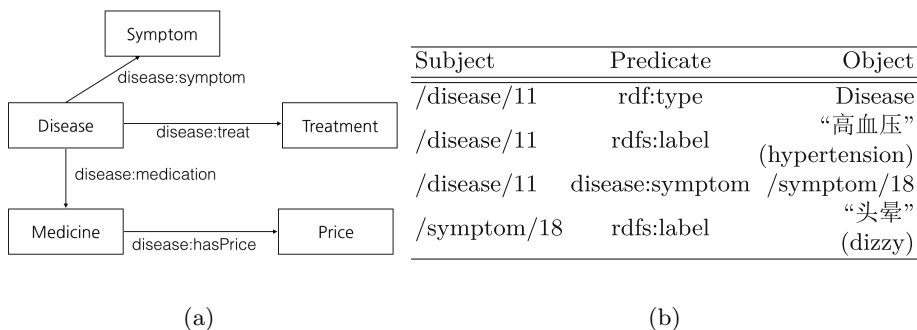 Symptom
disease:symptom
Disease
disease:treat
Treatment
disease:medication
Medicine
disease:hasPrice
Price
(a)
Subject Predicate Object
/disease/11 rdf:type Disease
/disease/11 rdfs:label “高血压”
(hypertension)
/disease/11 disease:symptom /symptom/18
/symptom/18 rdfs:label “头晕”
(dizzy)
(b)